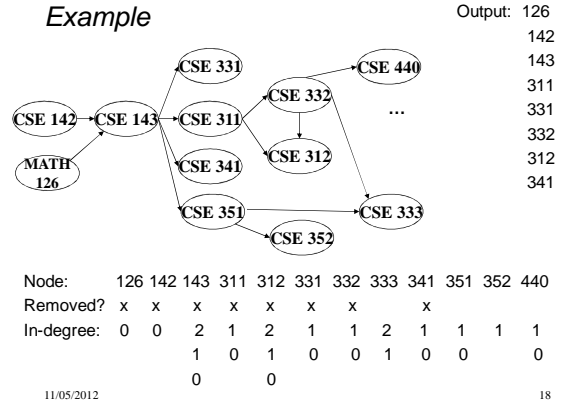 Example
Output: 126
142
143
311
331
332
312
341
CSE 331
CSE 440
CSE 332
...
CSE 142
CSE 143
CSE 311
MATH
126
CSE 341
CSE 312
CSE 351
CSE 333
CSE 352
Node: 126 142 143 311 312 331 332 333 341 351 352 440
Removed? x x x x x x x x
In-degree: 0 0 2 1 2 1 1 2 1 1 1 1
1 0 1 0 0 1 0 0 0
0 0
11/05/2012
18